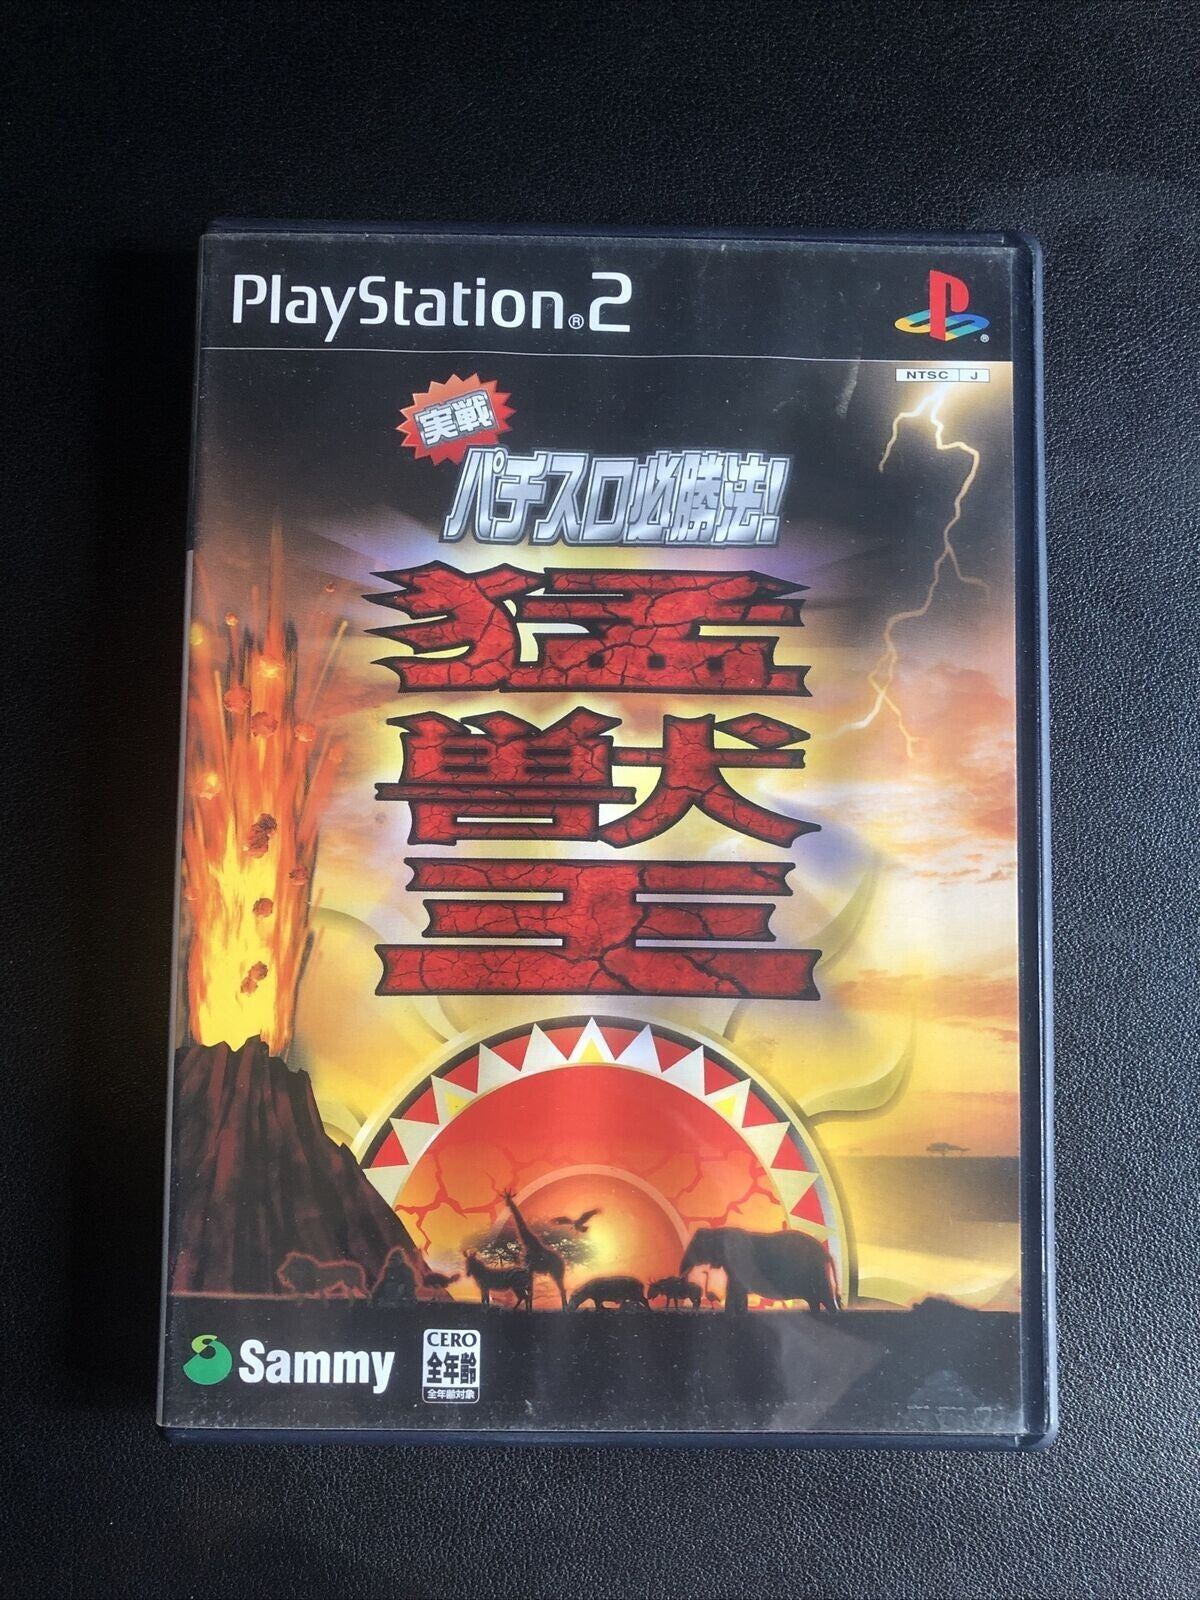 PlayStation®2
NTSC J
実戦
パチスロ必勝法!
猛
獣
王
Sammy
CERO
全年齢
全年齢対象